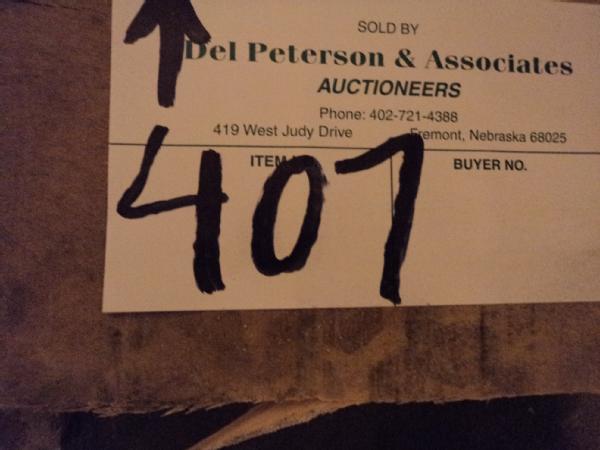 SOLD BY
Del Peterson & Associates
AUCTIONEERS
Phone: 402-721-4388
419 West Judy Drive Fremont, Nebraska 68025
ITEM BUYER NO.
407